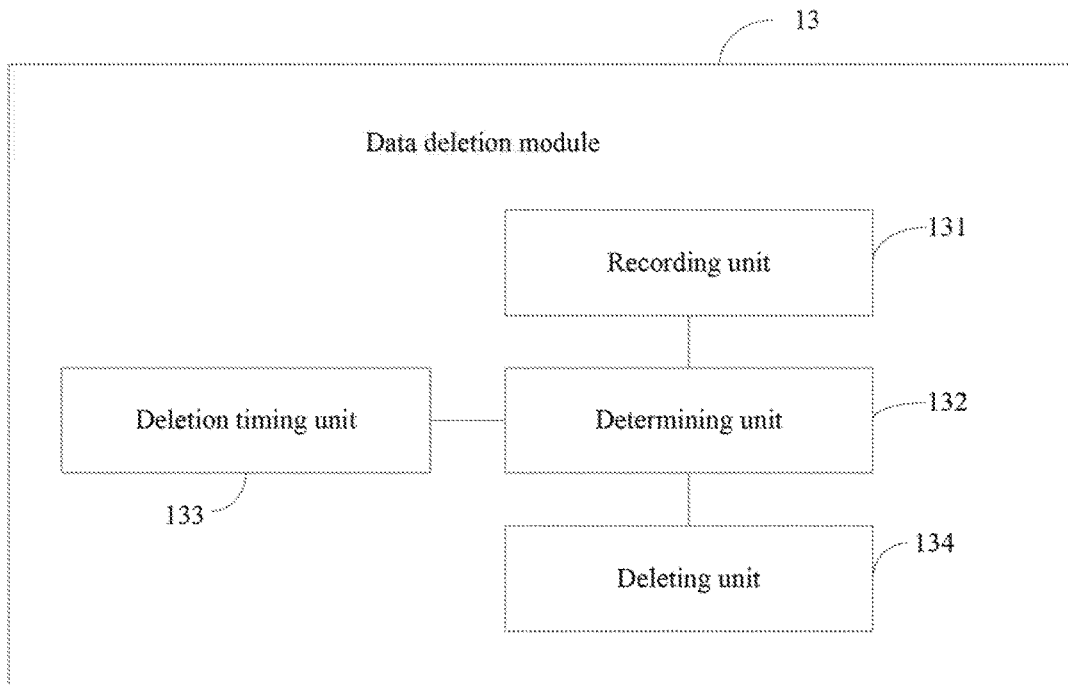 13
Data deletion module
131
Recording unit
Deletion timing unit
Determining unit
132
133
134
Deleting unit